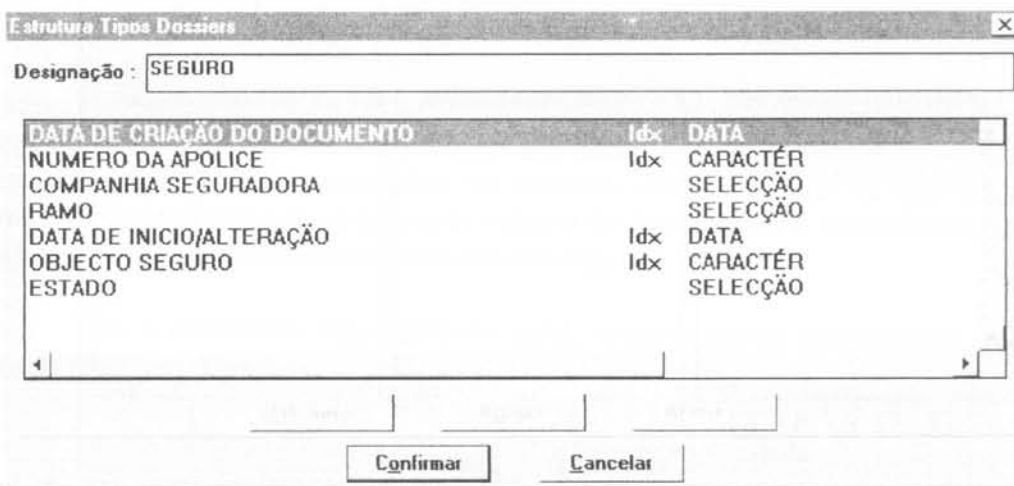 Estrutura Tipos Dossiers
Designação : SEGURO
DATA DE CRIAÇÃO DO DOCUMENTO Idx DATA
NUMERO DA APOLICE Idx CARACTÉR
COMPANHIA SEGURADORA SELECÇÃO
RAMO SELECÇÃO
DATA DE INICIO/ALTERAÇÃO Idx DATA
OBJECTO SEGURO Idx CARACTÉR
ESTADO SELECÇÃO
Confirmar Cancelar